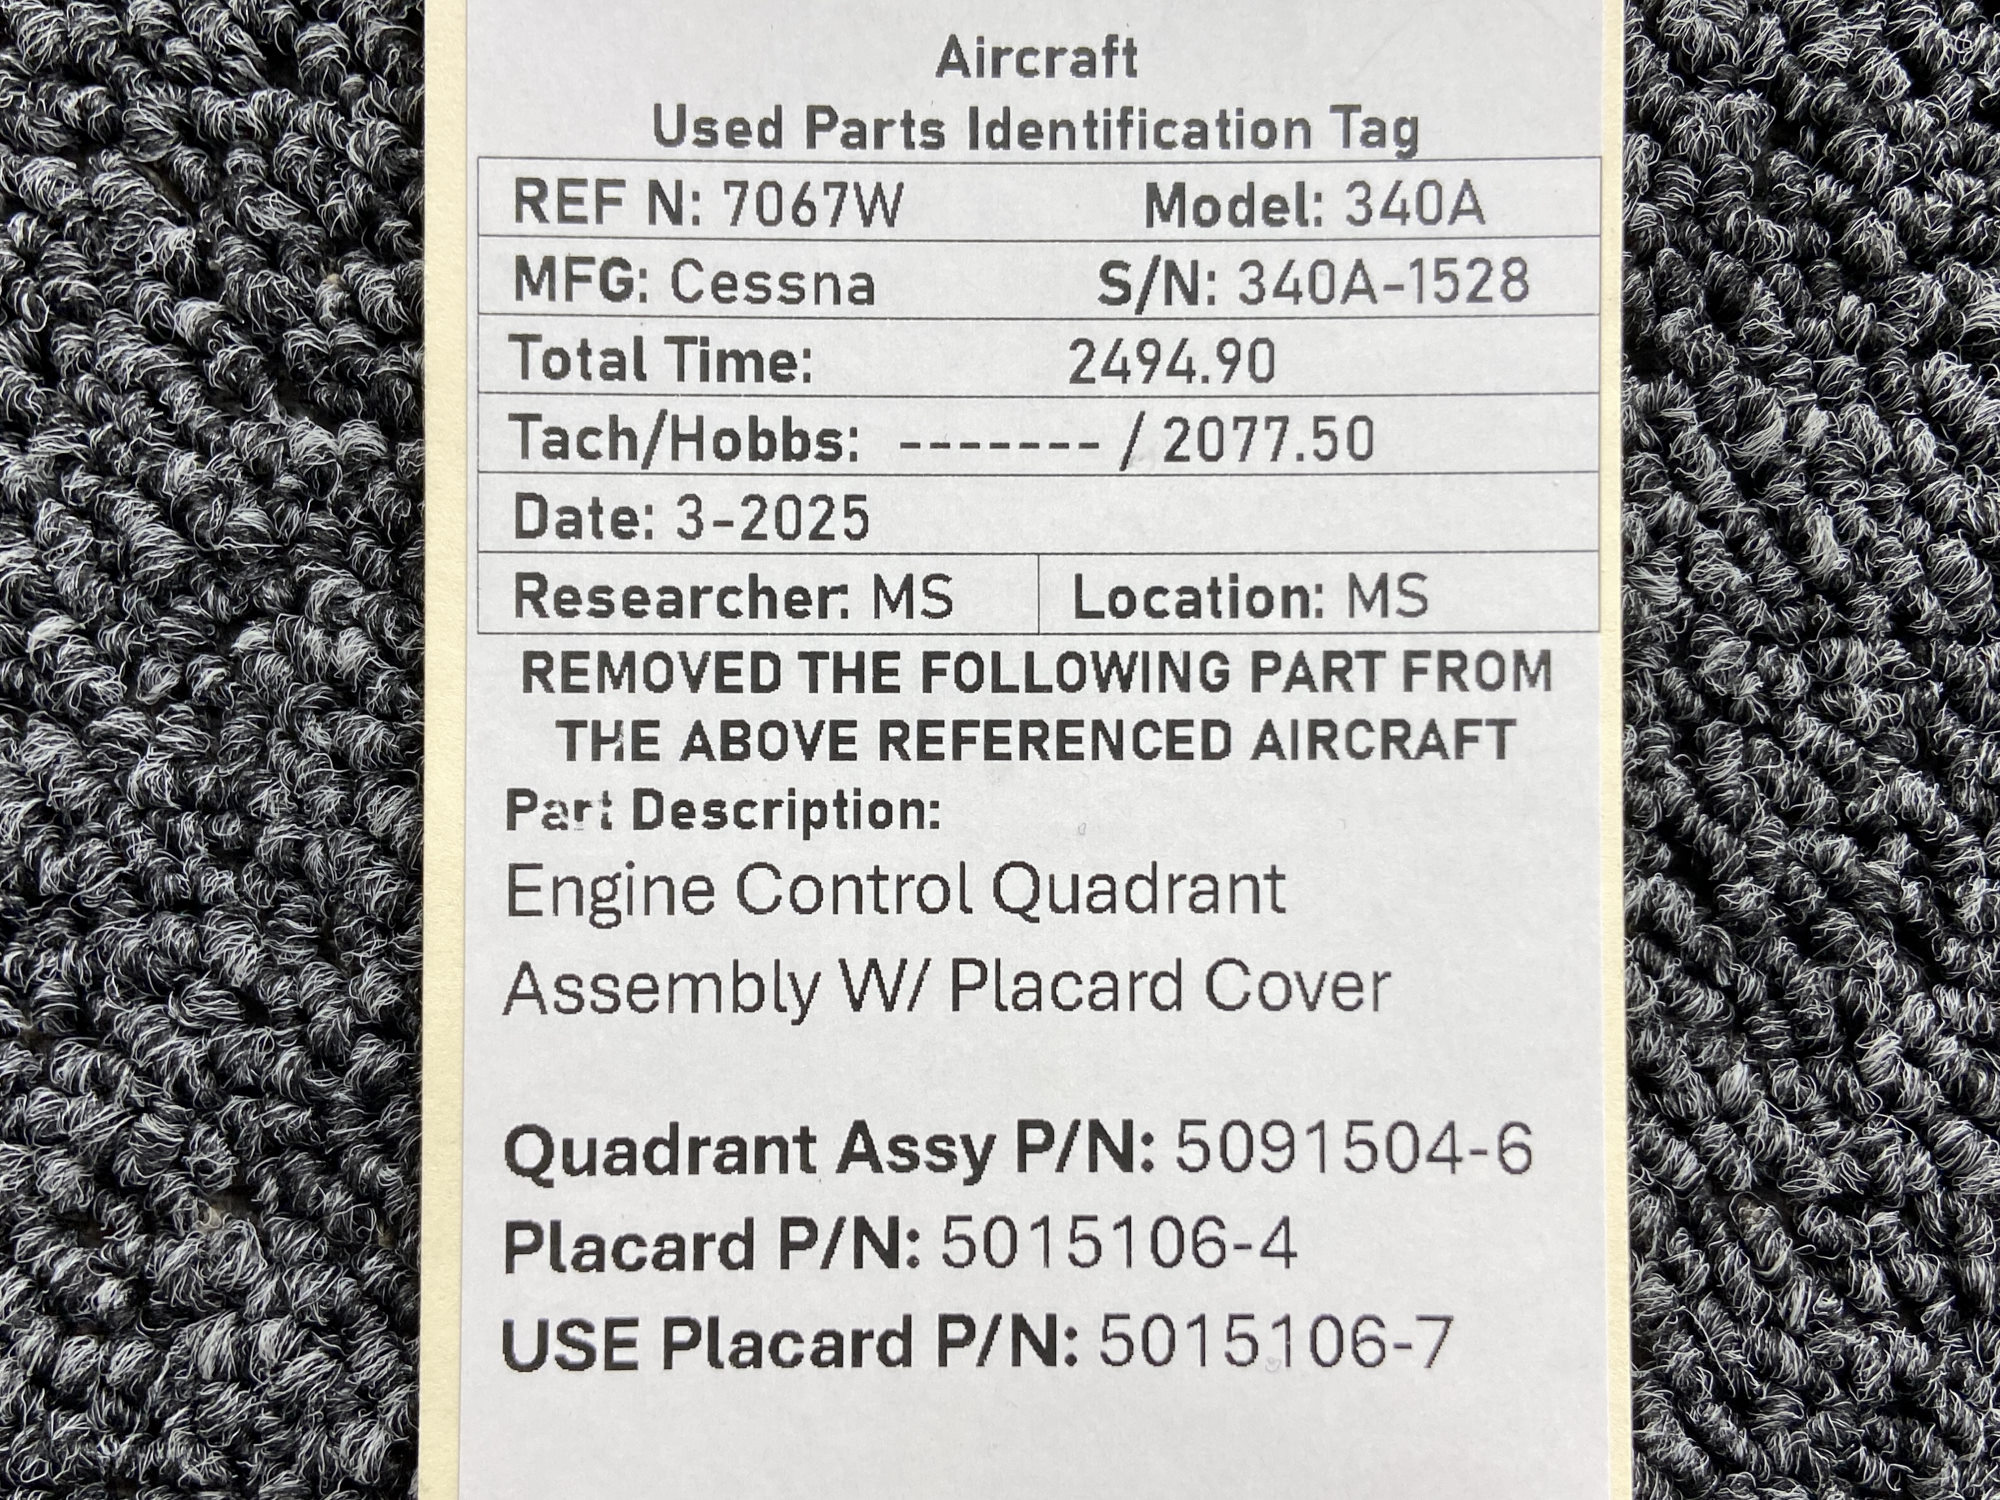 Aircraft
Used Parts Identification Tag
REF N: 7067W Model: 340A
MFG: Cessna S/N: 340A-1528
Total Time: 2494.90
Tach/Hobbs: ------- / 2077.50
Date: 3-2025
Researcher: MS Location: MS
REMOVED THE FOLLOWING PART FROM
THE ABOVE REFERENCED AIRCRAFT
Part Description:
Engine Control Quadrant
Assembly W/ Placard Cover
Quadrant Assy P/N: 5091504-6
Placard P/N: 5015106-4
USE Placard P/N: 5015106-7